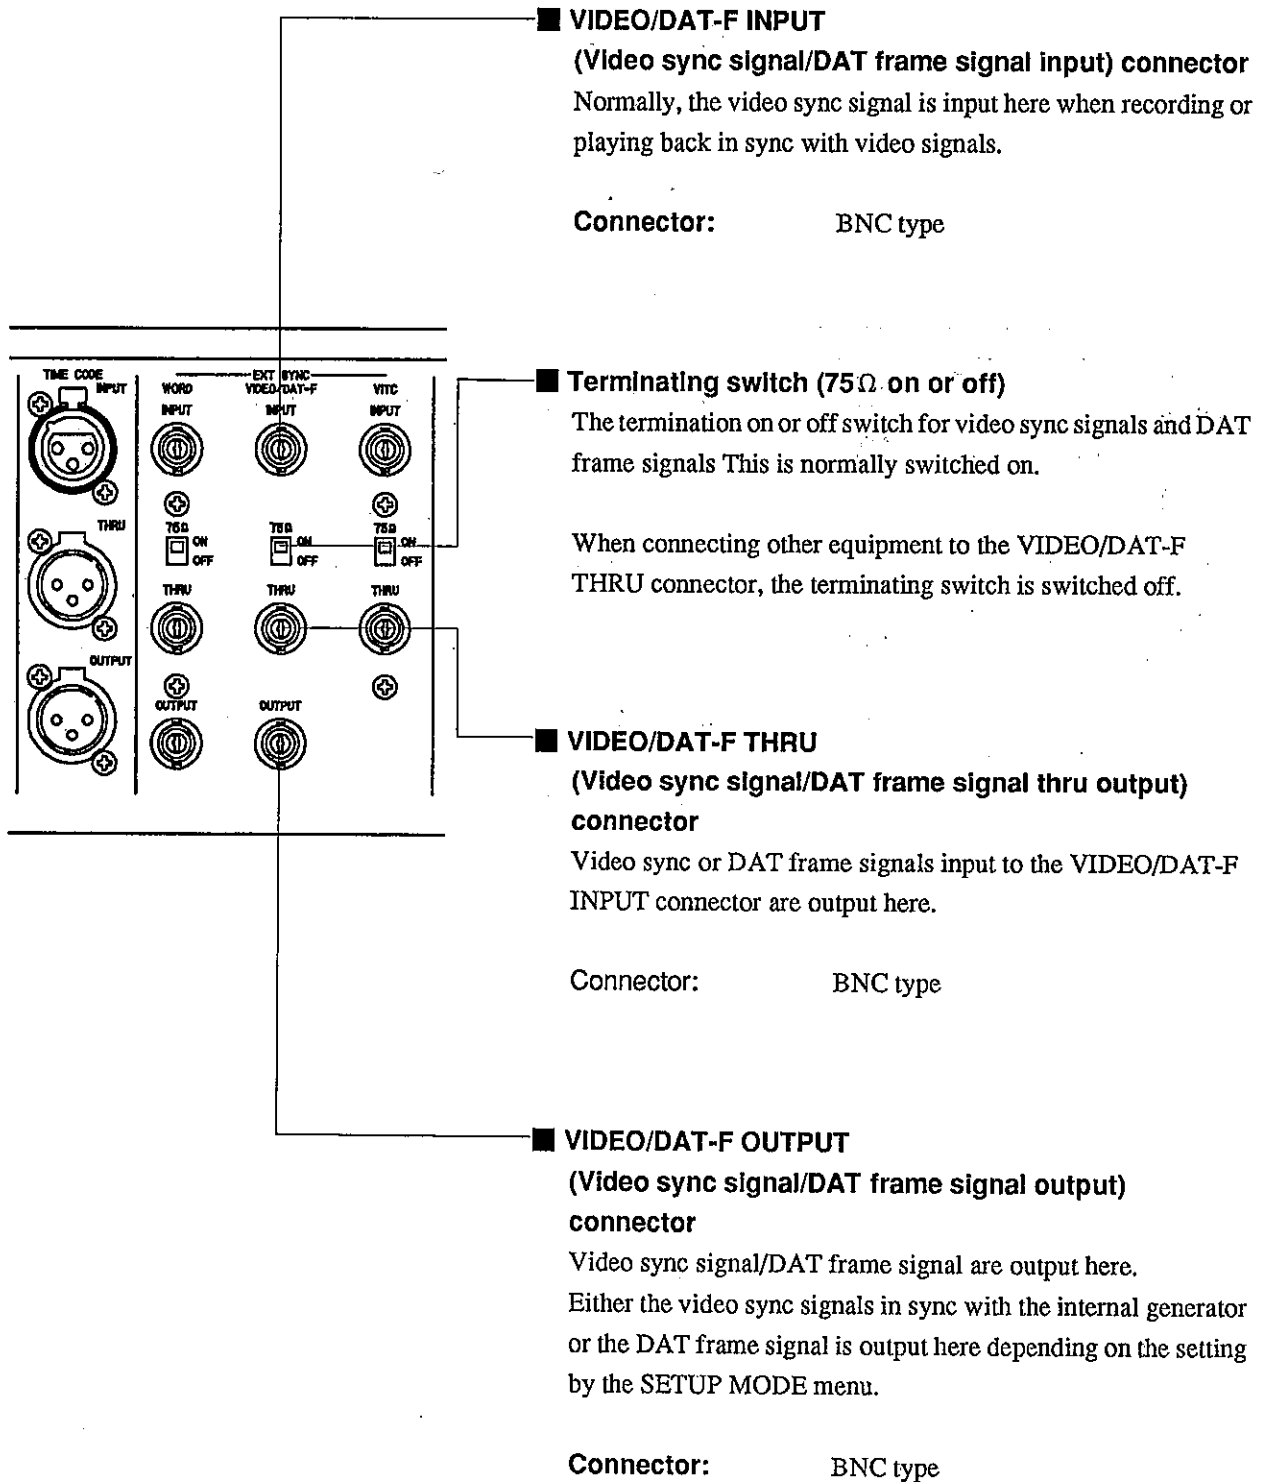 ■ VIDEO/DAT-F INPUT
(Video sync signal/DAT frame signal input) connector
Normally, the video sync signal is input here when recording or
playing back in sync with video signals.
Connector: BNC type
TIME CODE
INPUT
THRU
OUTPUT
EXT SYNC
WORD
VIDEO/DAT-F
VITC
INPUT
INPUT
INPUT
75Ω
ON
OFF
75Ω
ON
OFF
75Ω
ON
OFF
THRU
THRU
THRU
OUTPUT
OUTPUT
■ Terminating switch (75Ω on or off)
The termination on or off switch for video sync signals and DAT
frame signals This is normally switched on.
When connecting other equipment to the VIDEO/DAT-F
THRU connector, the terminating switch is switched off.
■ VIDEO/DAT-F THRU
(Video sync signal/DAT frame signal thru output)
connector
Video sync or DAT frame signals input to the VIDEO/DAT-F
INPUT connector are output here.
Connector: BNC type
■ VIDEO/DAT-F OUTPUT
(Video sync signal/DAT frame signal output)
connector
Video sync signal/DAT frame signal are output here.
Either the video sync signals in sync with the internal generator
or the DAT frame signal is output here depending on the setting
by the SETUP MODE menu.
Connector: BNC type